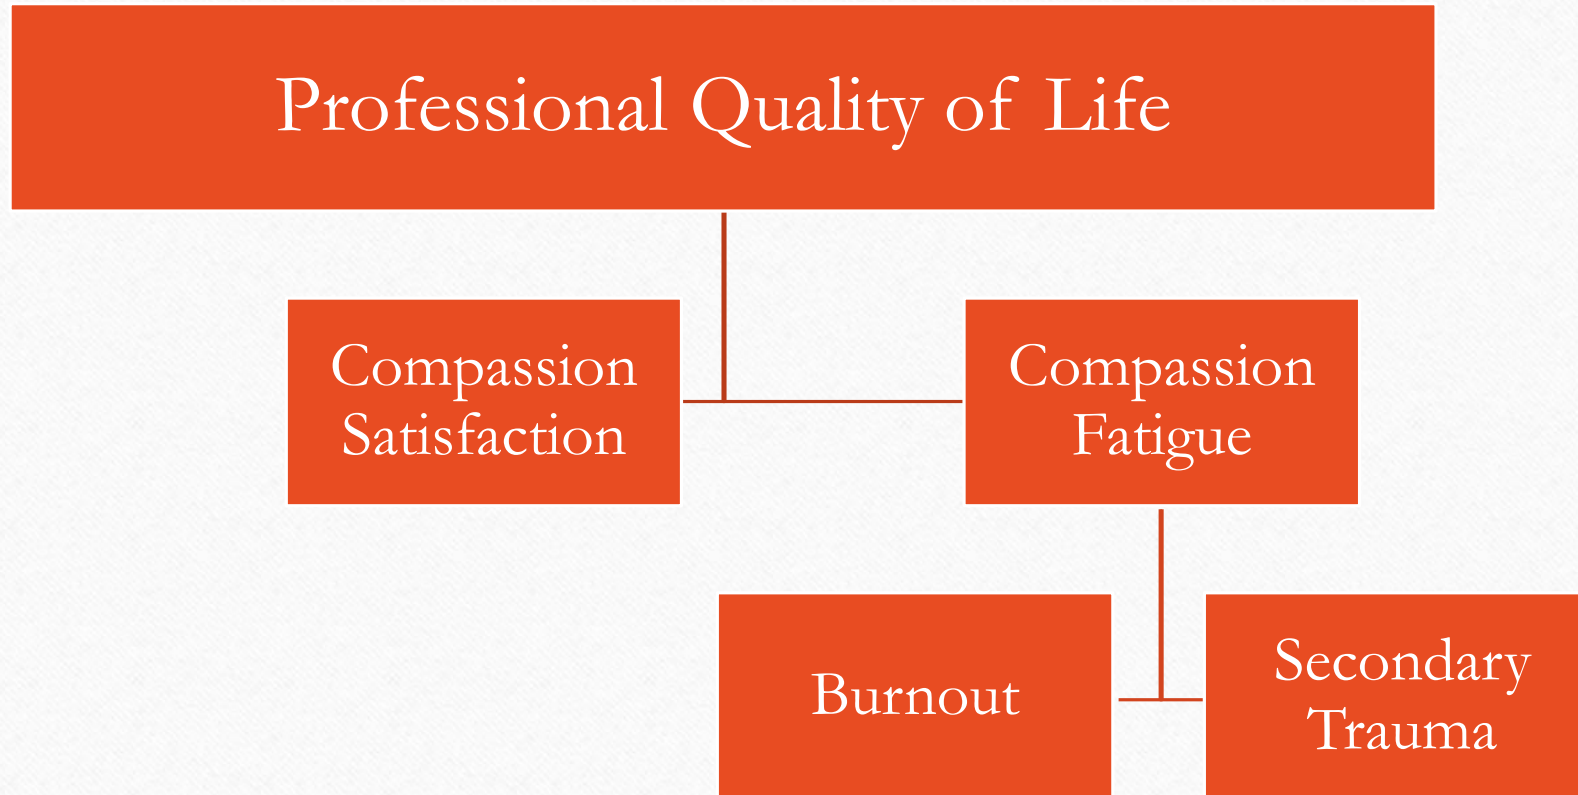 Professional Quality of Life
Compassion
Satisfaction
Compassion
Fatigue
Burnout
Secondary
Trauma